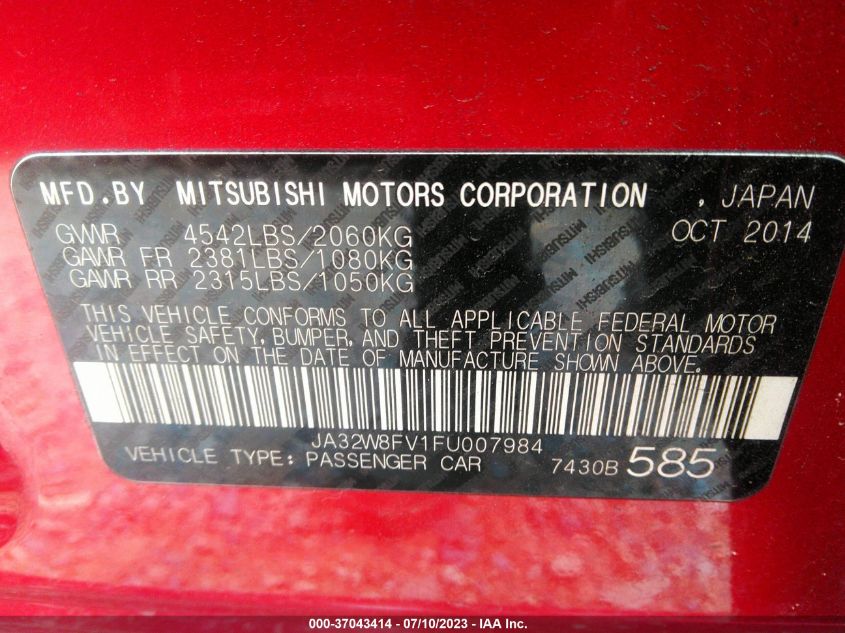 MFD.BY MITSUBISHI MOTORS CORPORATION , JAPAN
GVWR 4542LBS/2060KG OCT 2014
GAWR FR 2381LBS/1080KG
GAWR RR 2315LBS/1050KG
THIS VEHICLE CONFORMS TO ALL APPLICABLE FEDERAL MOTOR
VEHICLE SAFETY, BUMPER, AND THEFT PREVENTION STANDARDS
IN EFFECT ON THE DATE OF MANUFACTURE SHOWN ABOVE.
JA32W8FV1FU007984
VEHICLE TYPE: PASSENGER CAR 7430B 585
000-37043414 / 07/10/2023 - IAA Inc.